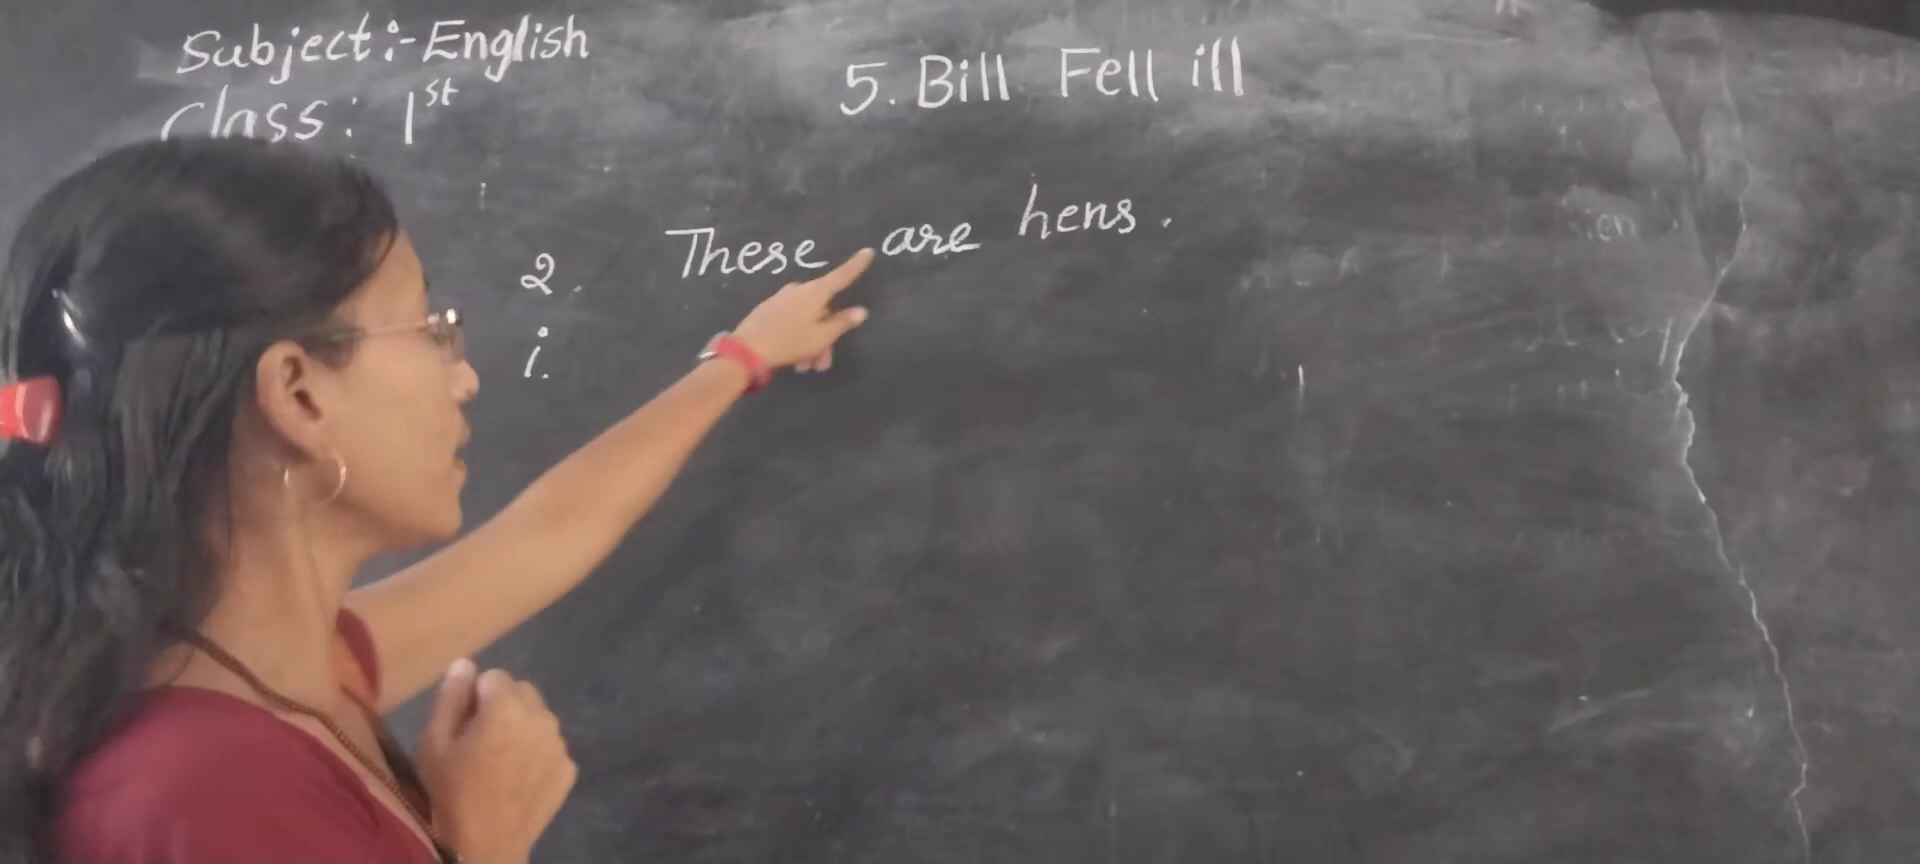 Subject:- English
Class: 1st
5. Bill Fell ill
2. These are hens.
i.